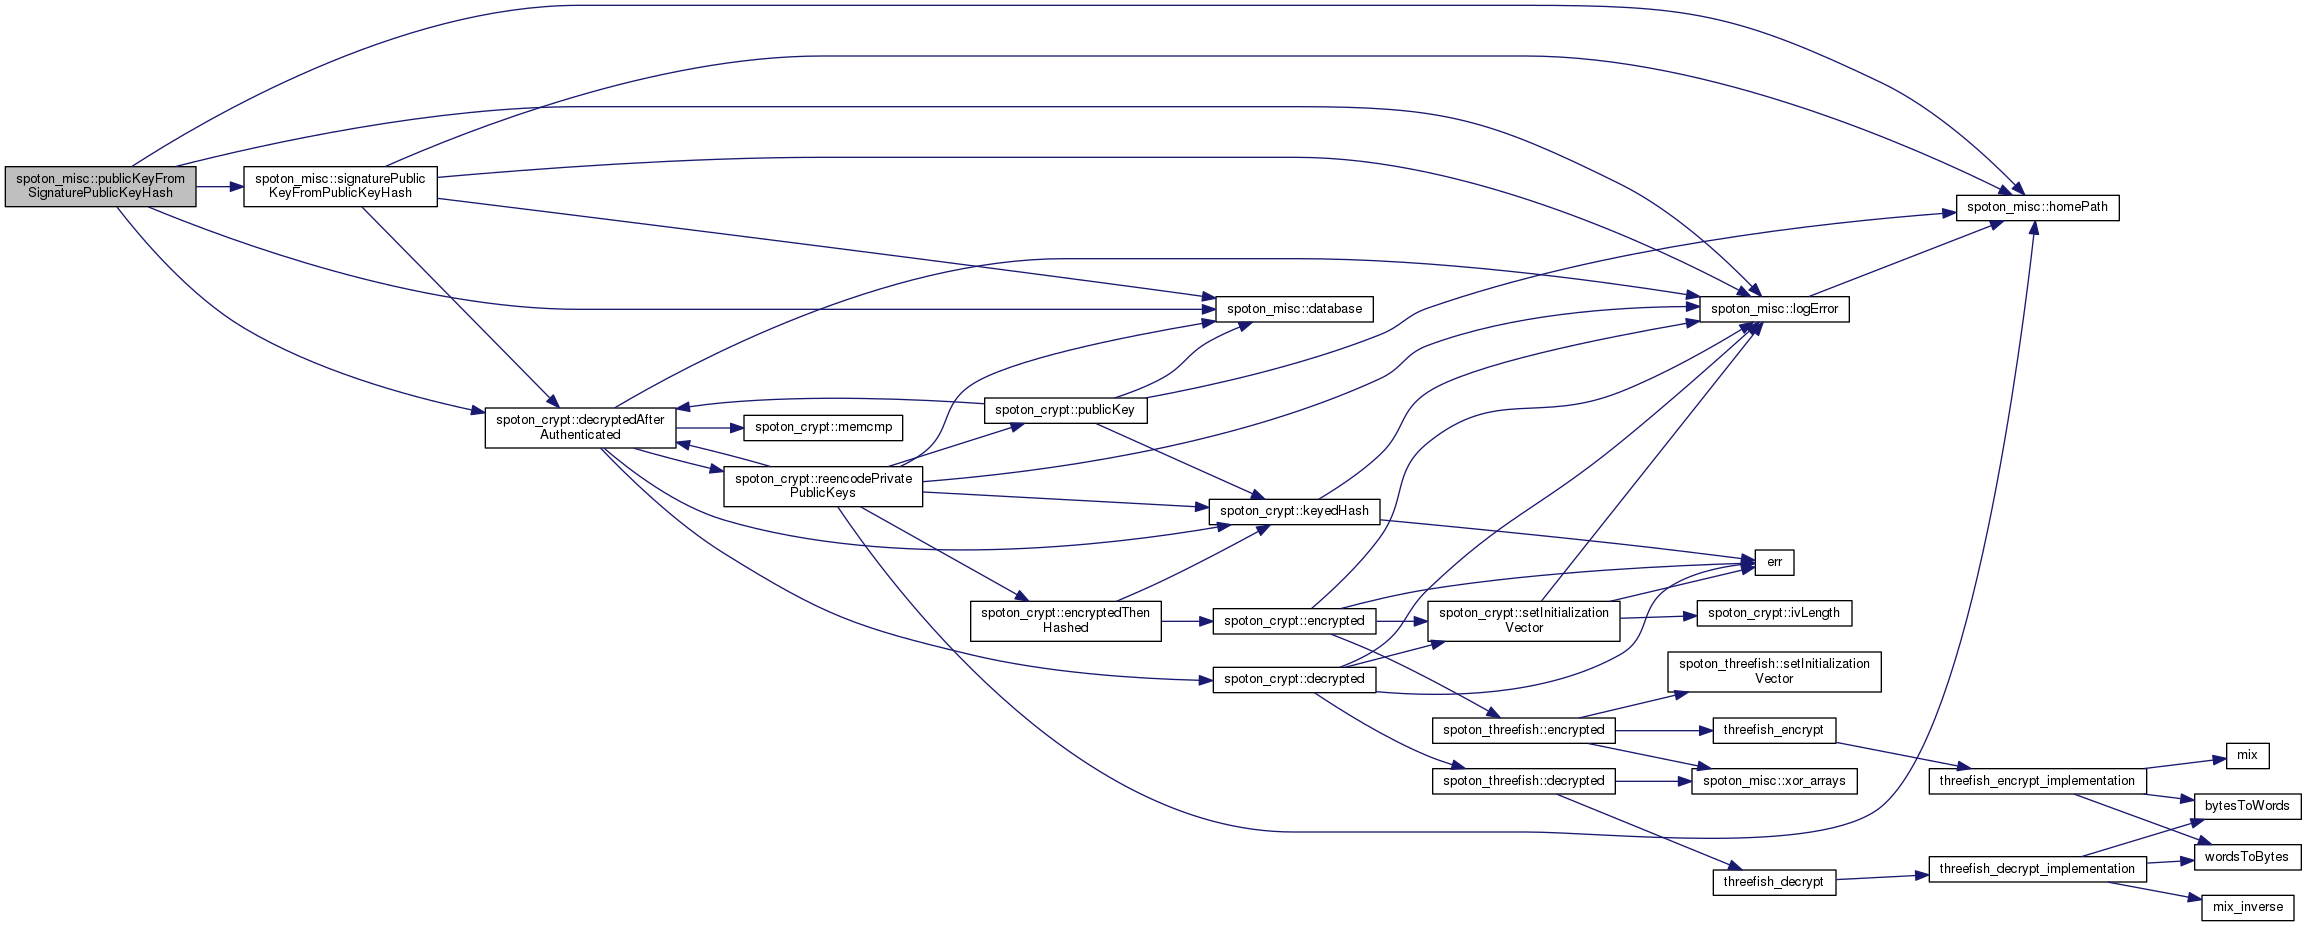 spoton_misc::publicKeyFrom
SignaturePublicKeyHash
spoton_misc::signaturePublic
KeyFromPublicKeyHash
spoton_misc::homePath
spoton_misc::database
spoton_misc::logError
spoton_crypt::decryptedAfter
Authenticated
spoton_crypt::memcmp
spoton_crypt::publicKey
spoton_crypt::reencodePrivate
PublicKeys
spoton_crypt::keyedHash
err
spoton_crypt::encryptedThen
Hashed
spoton_crypt::encrypted
spoton_crypt::setInitialization
Vector
spoton_crypt::ivLength
spoton_crypt::decrypted
spoton_threefish::setInitialization
Vector
spoton_threefish::encrypted
threefish_encrypt
spoton_threefish::decrypted
spoton_misc::xor_arrays
threefish_encrypt_implementation
mix
bytesToWords
wordsToBytes
threefish_decrypt
threefish_decrypt_implementation
mix_inverse